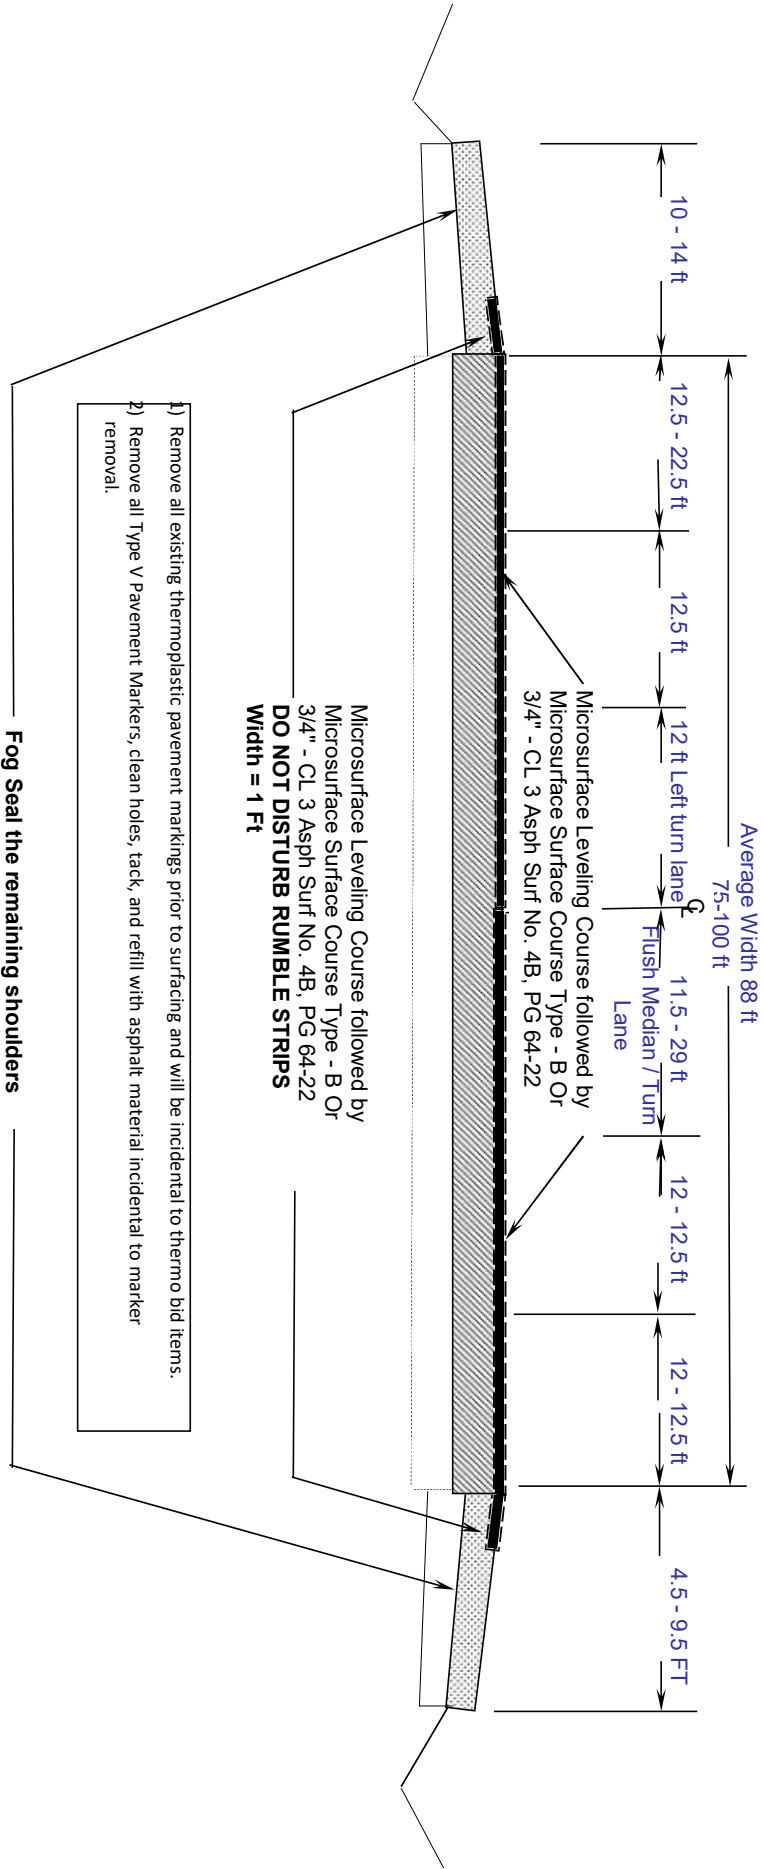 Average Width 88 ft
75-100 ft
10 - 14 ft
12.5 - 22.5 ft
12.5 ft
12 ft Left turn lane
CL
11.5 - 29 ft
Flush Median / Turn
Lane
12 - 12.5 ft
12 - 12.5 ft
4.5 - 9.5 FT
Microsurface Leveling Course followed by
Microsurface Surface Course Type - B Or
3/4" - CL 3 Asph Surf No. 4B, PG 64-22
Microsurface Leveling Course followed by
Microsurface Surface Course Type - B Or
3/4" - CL 3 Asph Surf No. 4B, PG 64-22
DO NOT DISTURB RUMBLE STRIPS
Width = 1 Ft
1) Remove all existing thermoplastic pavement markings prior to surfacing and will be incidental to thermo bid items.
2) Remove all Type V Pavement Markers, clean holes, tack, and refill with asphalt material incidental to marker
removal.
Fog Seal the remaining shoulders